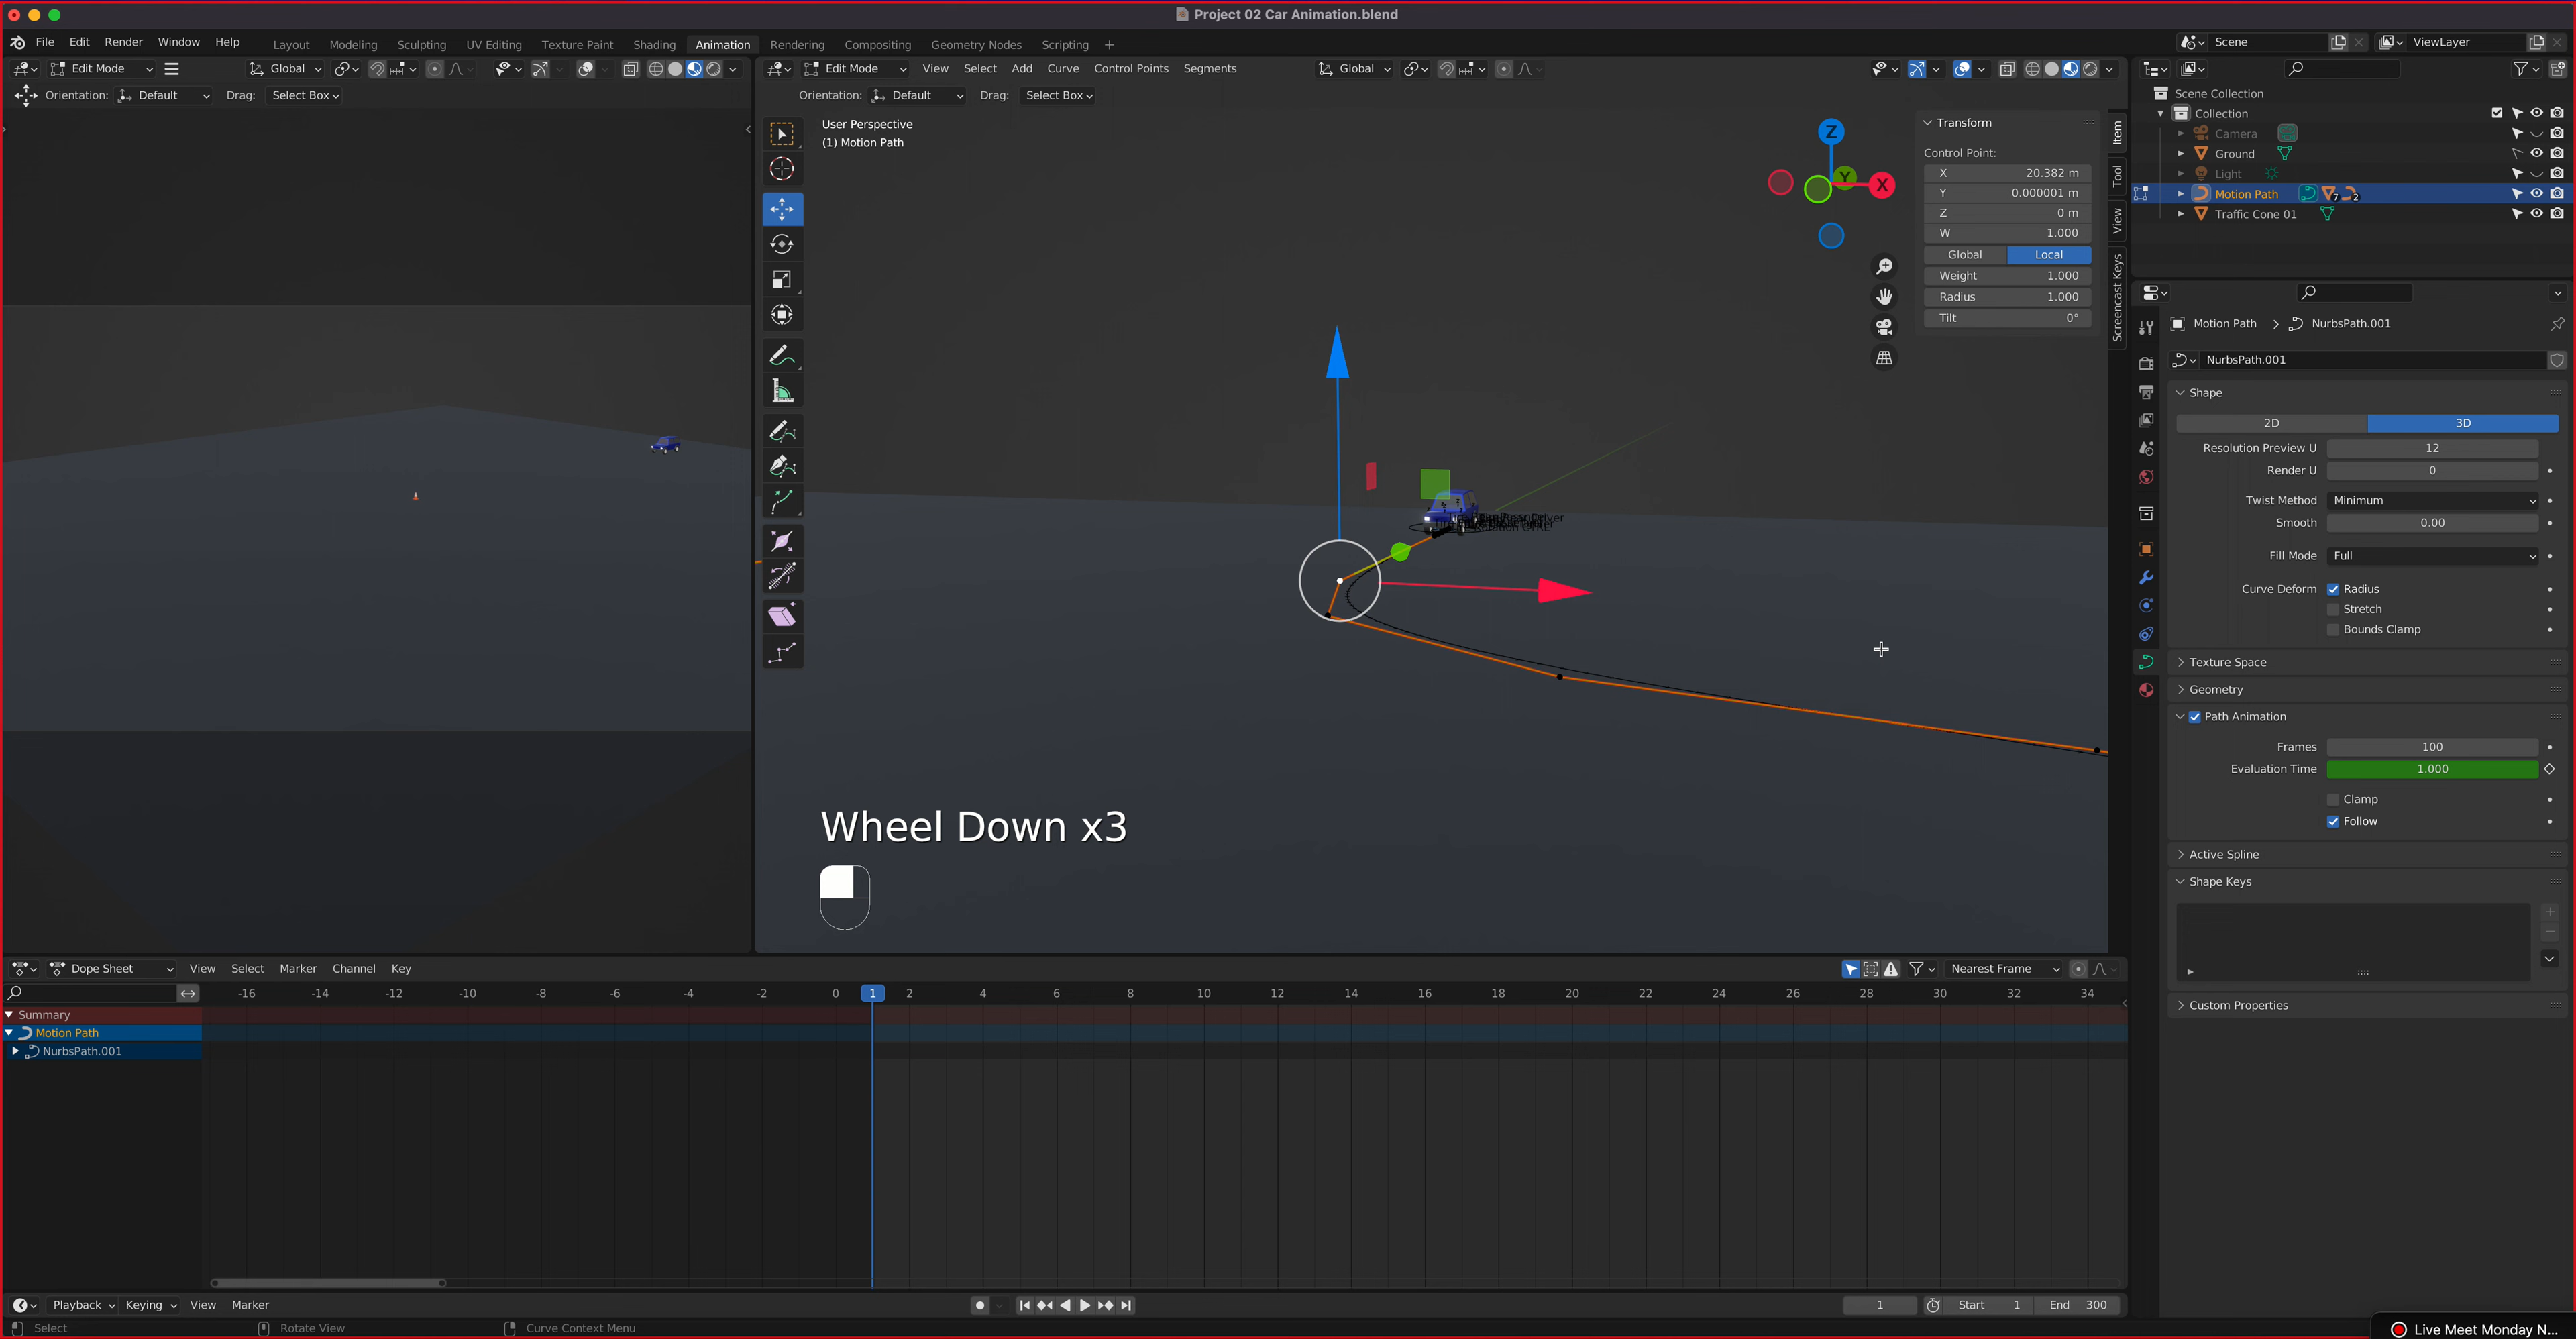 Project 02 Car Animation.blend
File Edit Render Window Help Layout Modeling Sculpting UV Editing Texture Paint Shading Animation Rendering Compositing Geometry Nodes Scripting + Scene ViewLayer
Edit Mode Global Edit Mode View Select Add Curve Control Points Segments Global
Orientation: Default Drag: Select Box Orientation: Default Drag: Select Box
User Perspective
(1) Motion Path
Z
Y
X
Transform
Control Point:
X 20.382 m
Y 0.000001 m
Z 0 m
W 1.000
Global Local
Weight 1.000
Radius 1.000
Tilt 0°
Item
Tool
View
Screencast Keys
Scene Collection
Collection
Camera
Ground
Light
Motion Path 7 2
Traffic Cone 01
Motion Path > NurbsPath.001
NurbsPath.001
Shape
2D 3D
Resolution Preview U 12
Render U 0
Twist Method Minimum
Smooth 0.00
Fill Mode Full
Curve Deform Radius
Stretch
Bounds Clamp
Texture Space
Geometry
Path Animation
Frames 100
Evaluation Time 1.000
Clamp
Follow
Active Spline
Shape Keys
Custom Properties
Wheel Down x3
Dope Sheet View Select Marker Channel Key Nearest Frame
-16 -14 -12 -10 -8 -6 -4 -2 0 1 2 4 6 8 10 12 14 16 18 20 22 24 26 28 30 32 34
Summary
Motion Path
NurbsPath.001
Playback Keying View Marker 1 Start 1 End 300
Select Rotate View Curve Context Menu
Live Meet Monday N...